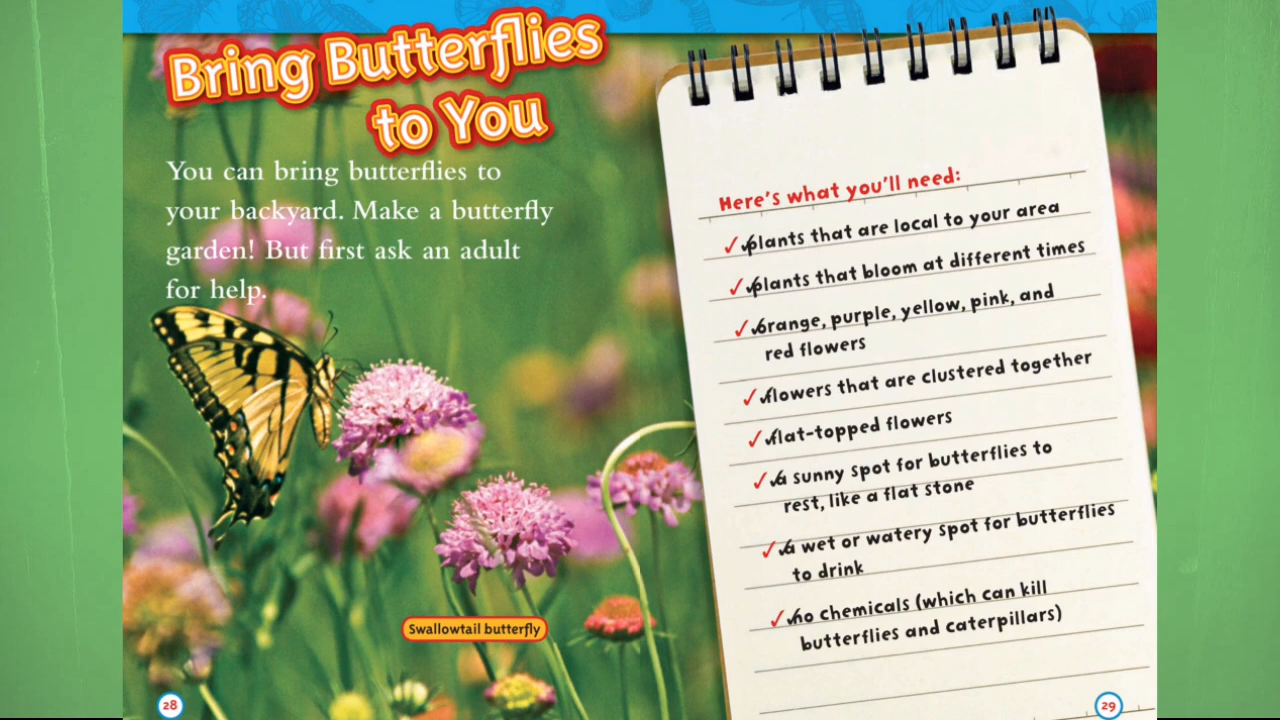 Bring Butterflies
to You
You can bring butterflies to
your backyard. Make a butterfly
garden! But first ask an adult
for help.
Swallowtail butterfly
28
Here's what you'll need:
✓ plants that are local to your area
✓ plants that bloom at different times
✓ orange, purple, yellow, pink, and
red flowers
✓ flowers that are clustered together
✓ flat-topped flowers
✓ a sunny spot for butterflies to
rest, like a flat stone
✓ a wet or watery spot for butterflies
to drink
✓ no chemicals (which can kill
butterflies and caterpillars)
29